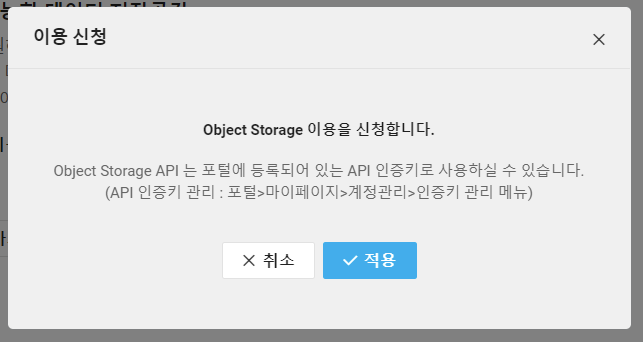 이용 신청
Object Storage 이용을 신청합니다.
Object Storage API 는 포털에 등록되어 있는 API 인증키로 사용하실 수 있습니다.
(API 인증키 관리 : 포털>마이페이지>계정관리>인증키 관리 메뉴)
취소
적용